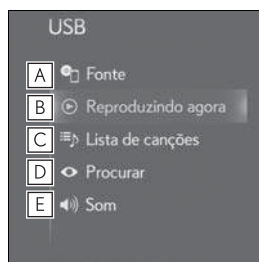 USB
A Fonte
B Reproduzindo agora
C Lista de canções
D Procurar
E Som